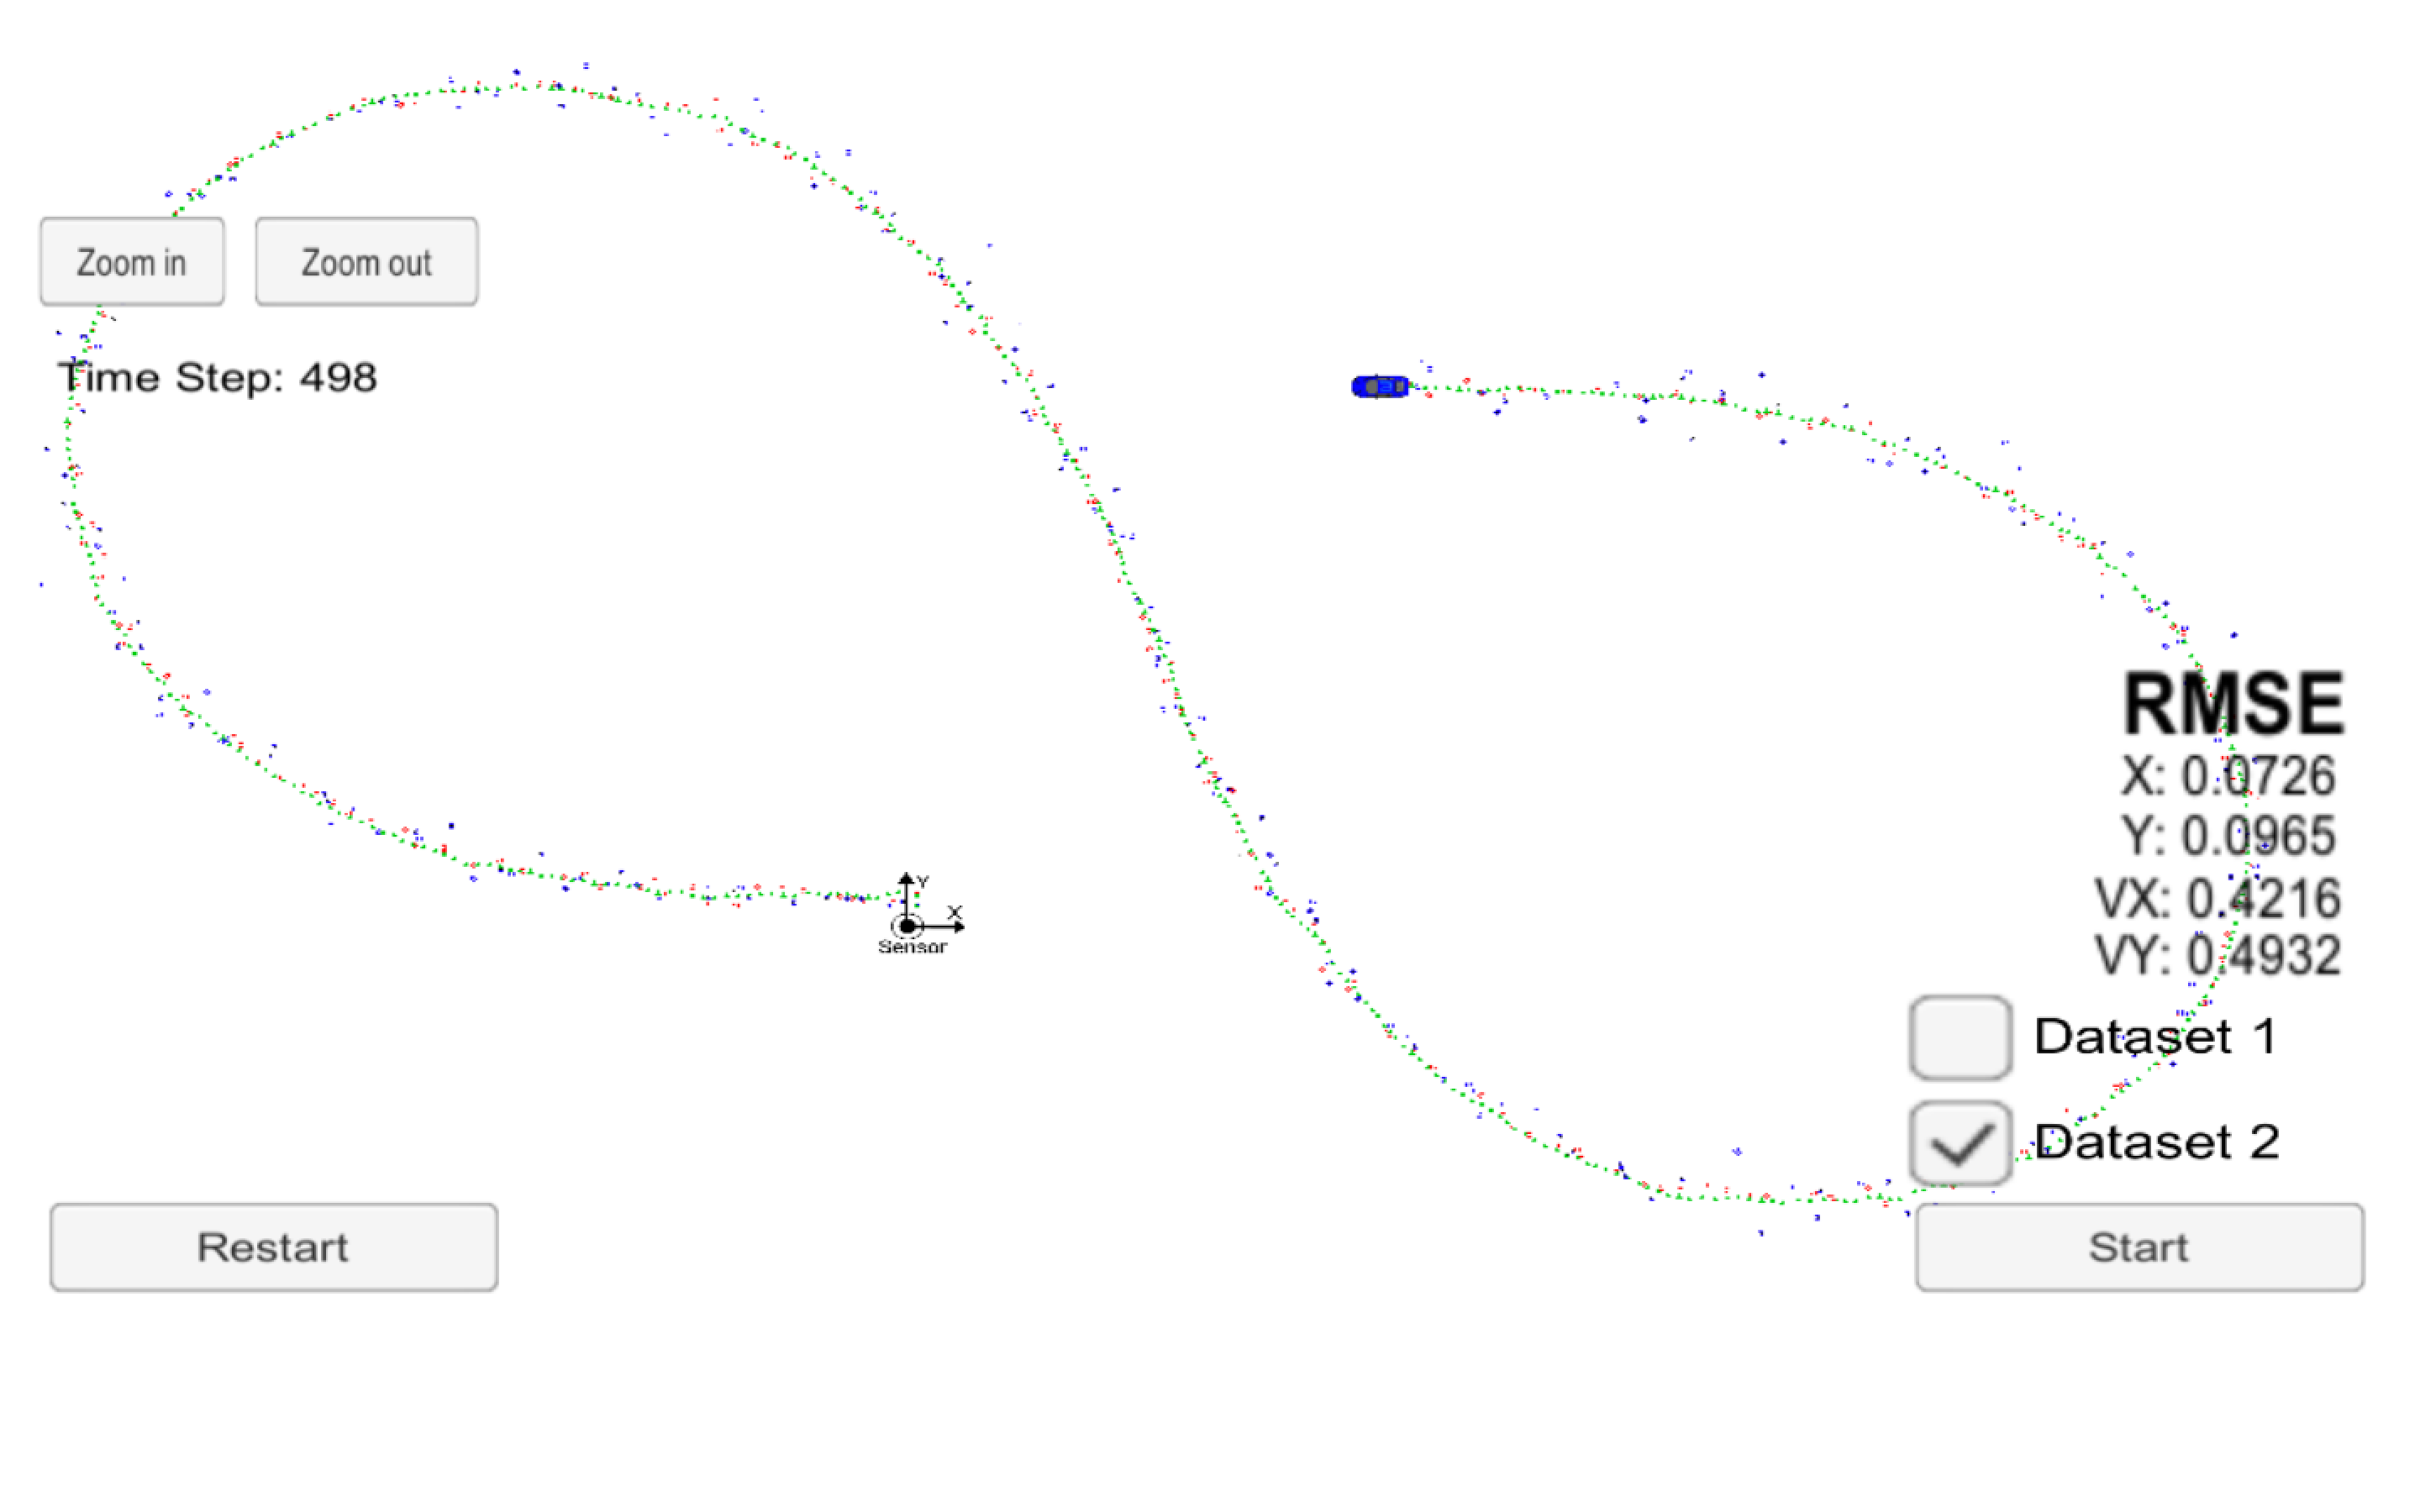 Zoom in
Zoom out
Time Step: 498
RMSE
X: 0.0726
Y: 0.0965
VX: 0.4216
VY: 0.4932
Y
X
Sensor
Dataset 1
Dataset 2
Restart
Start